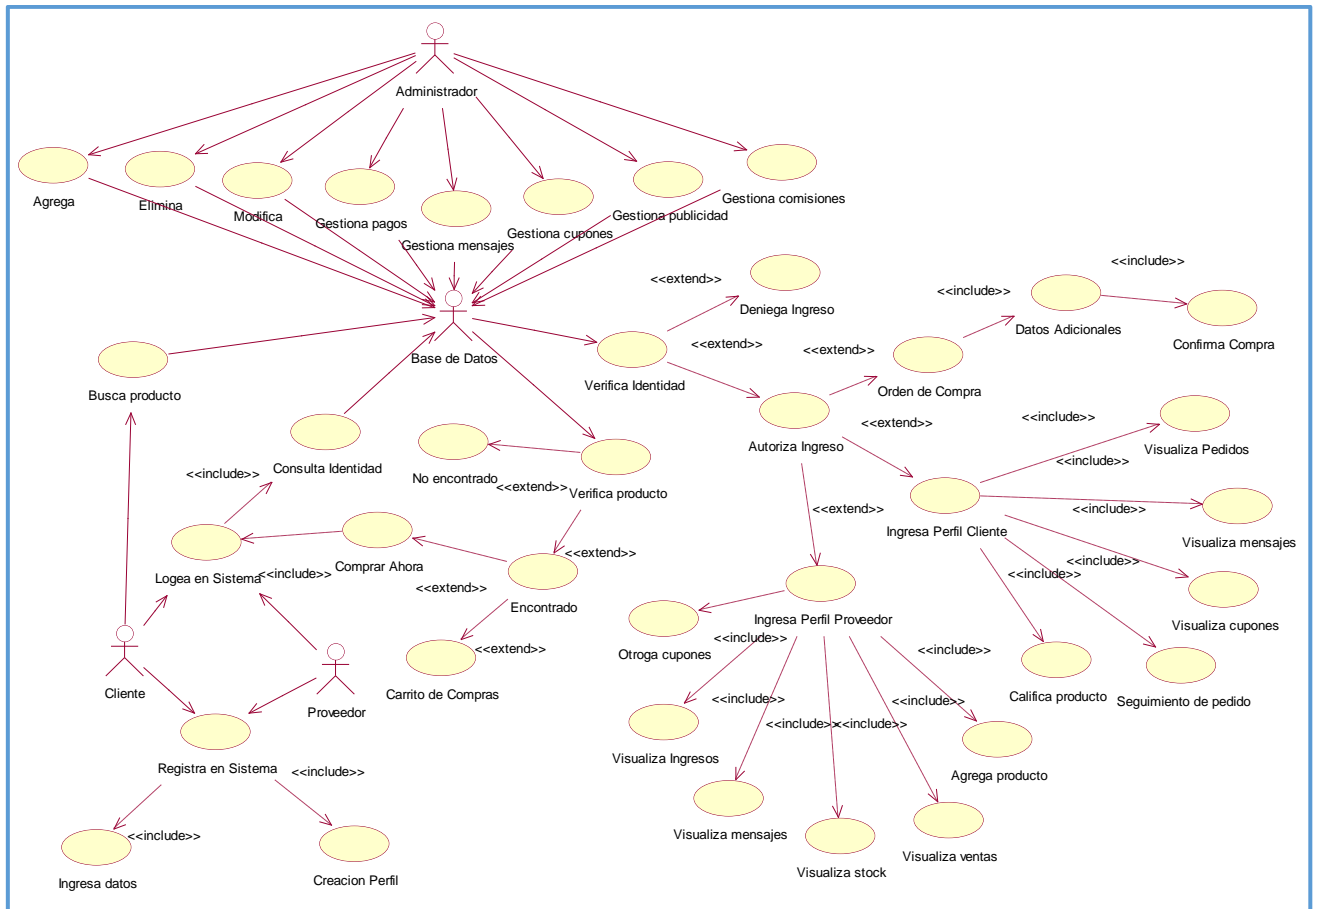 Administrador
Agrega
Elimina
Modifica
Gestiona pagos
Gestiona mensajes
Gestiona cupones
Gestiona publicidad
Gestiona comisiones
<<extend>>
Deniega Ingreso
<<include>>
<<include>>
Datos Adicionales
Confirma Compra
Base de Datos
Verifica Identidad
<<extend>>
<<extend>>
Orden de Compra
Busca producto
Autoriza Ingreso
<<extend>>
<<include>>
Visualiza Pedidos
Consulta Identidad
<<include>>
No encontrado
<<extend>>
Verifica producto
<<extend>>
<<include>>
Ingresa Perfil Cliente
Visualiza mensajes
Logea en Sistema
<<include>>
Comprar Ahora
<<extend>>
<<extend>>
Encontrado
<<include>>
<<include>>
Visualiza cupones
Ingresa Perfil Proveedor
Otroga cupones
<<include>>
<<include>>
<<extend>>
Carrito de Compras
Cliente
Proveedor
Califica producto
Seguimiento de pedido
<<include>>
<<include>>
<<include>>
<<include>>
Registra en Sistema
<<include>>
Visualiza Ingresos
Agrega producto
<<include>>
Ingresa datos
Creacion Perfil
Visualiza mensajes
Visualiza stock
Visualiza ventas